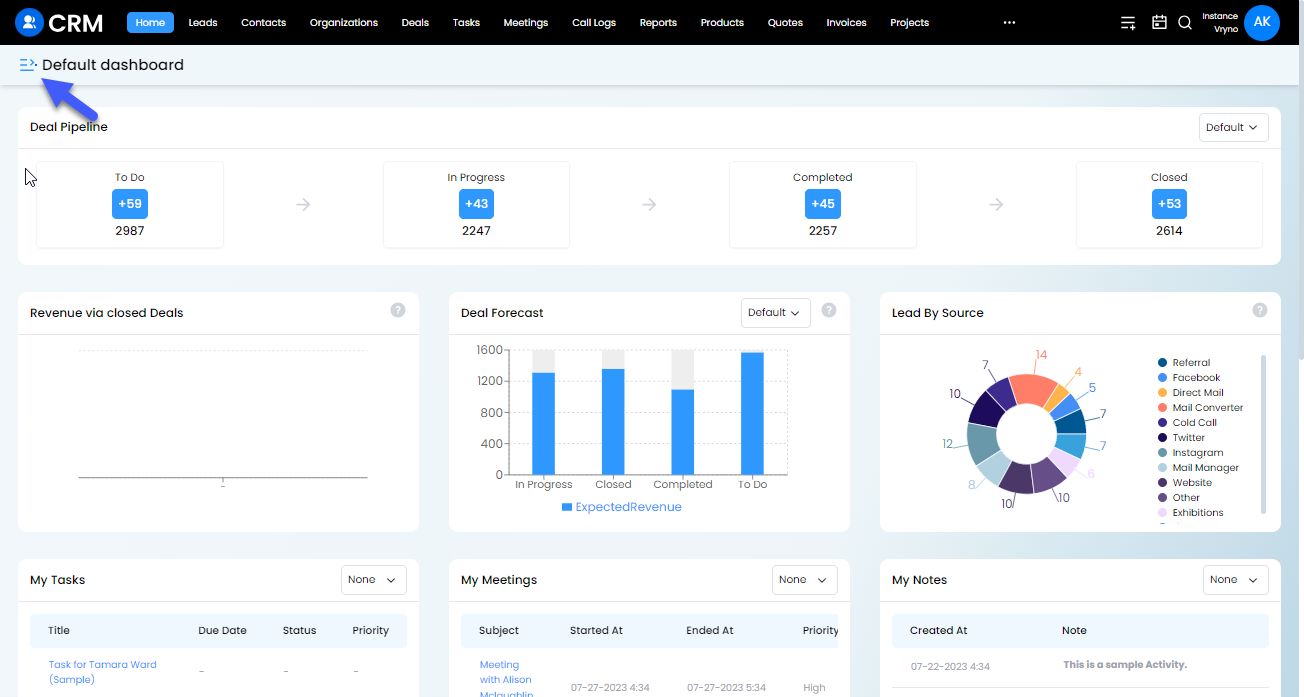 CRM Home Leads Contacts Organizations Deals Tasks Meetings Call Logs Reports Products Quotes Invoices Projects ... Instance AK
Vryno
Default dashboard
Deal Pipeline Default
To Do In Progress Completed Closed
+59 +43 +45 +53
2987 2247 2257 2614
Revenue via closed Deals ?
-
Deal Forecast Default ?
1600
1200
800
400
0
In Progress Closed Completed To Do
ExpectedRevenue
Lead By Source ?
14
7
4
5
10
7
12
7
6
8
10
10
Referral
Facebook
Direct Mail
Mail Converter
Cold Call
Twitter
Instagram
Mail Manager
Website
Other
Exhibitions
My Tasks None
Title Due Date Status Priority
Task for Tamara Ward - - -
(Sample)
My Meetings None
Subject Started At Ended At Priority
Meeting
with Alison 07-27-2023 4:34 07-27-2023 5:34 High
Mclaughlin
My Notes None
Created At Note
07-22-2023 4:34 This is a sample Activity.